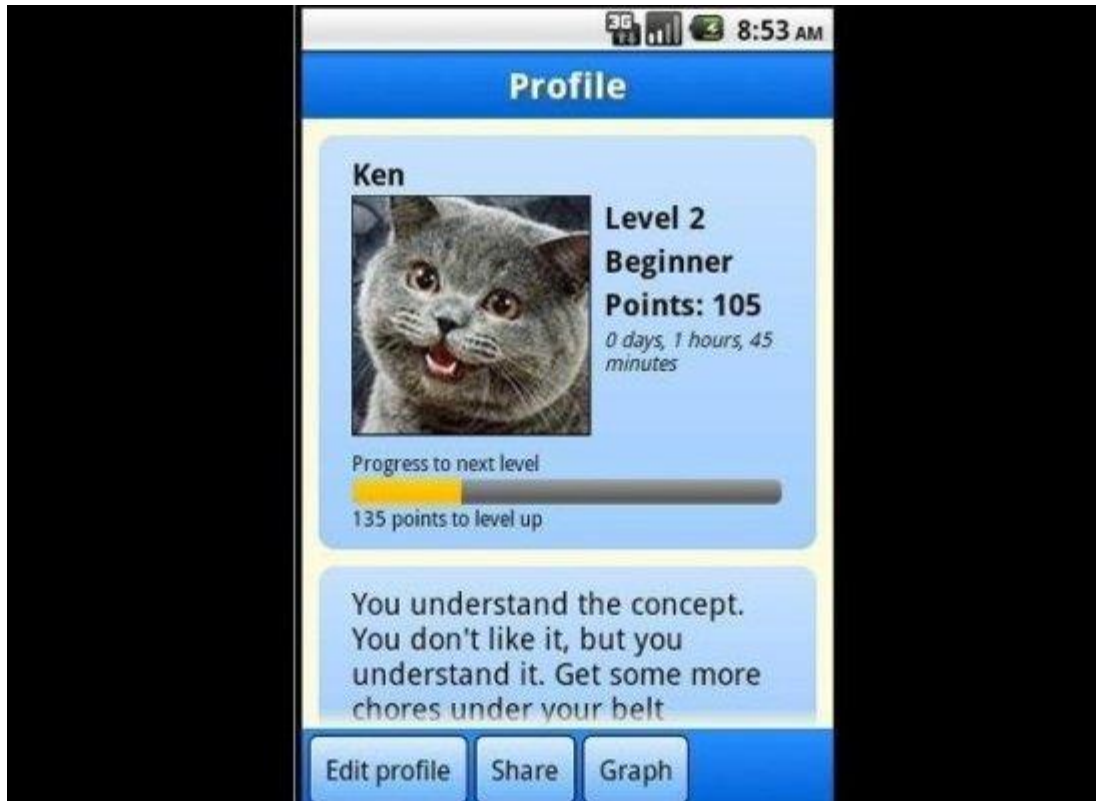 3G
8:53 AM
Profile
Ken
Level 2
Beginner
Points: 105
0 days, 1 hours, 45
minutes
Progress to next level
135 points to level up
You understand the concept.
You don't like it, but you
understand it. Get some more
chores under your belt
Edit profile
Share
Graph